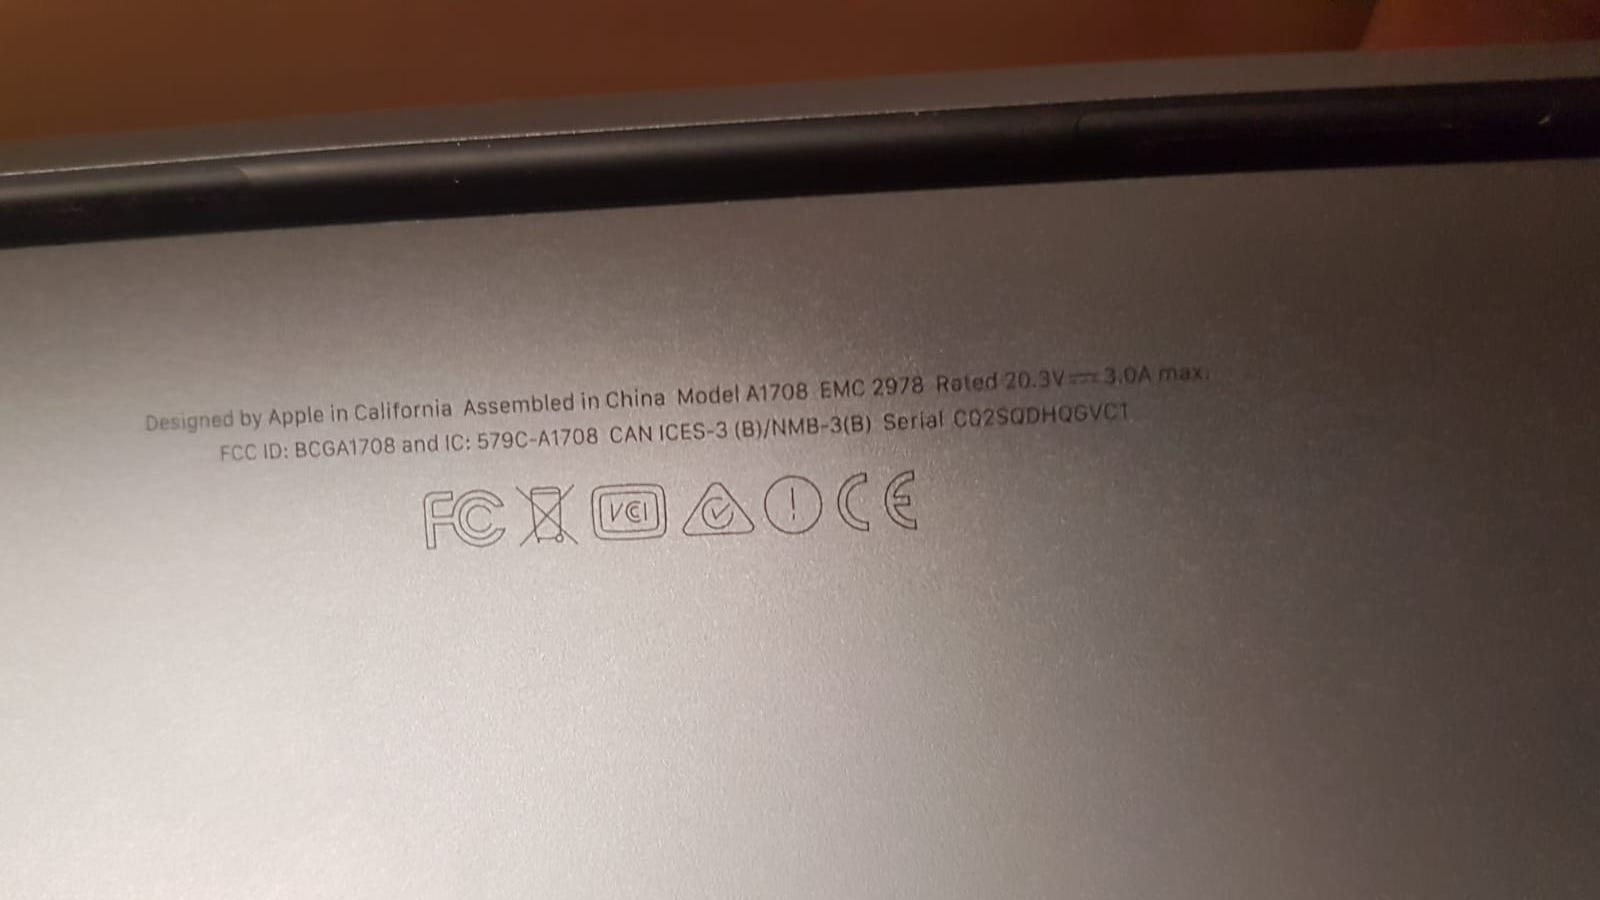 Designed by Apple in California Assembled in China Model A1708 EMC 2978 Rated 20.3V⎓3.0A max.
FCC ID: BCGA1708 and IC: 579C-A1708 CAN ICES-3 (B)/NMB-3(B) Serial C02SQDHQGVC1
FC VCI ! CE